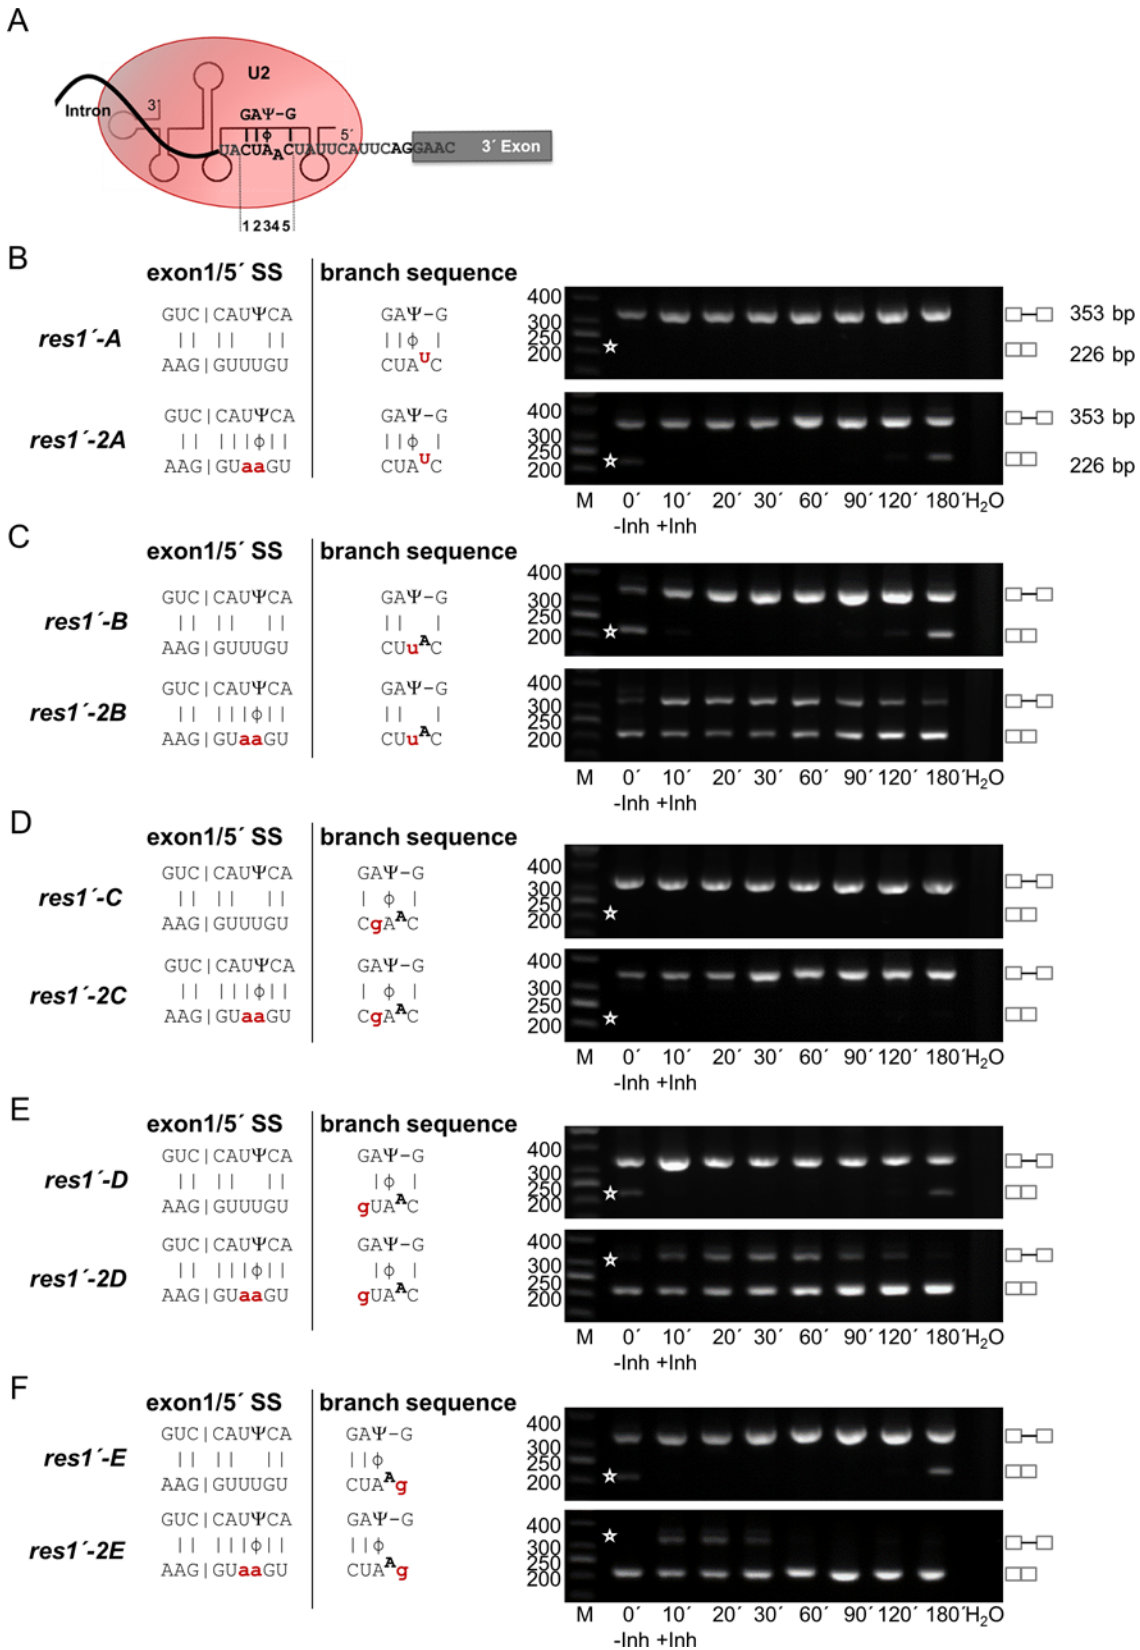 A
U2
Intron
3´
GAΨ-G
5´
UACUAACUAUUCAUUCAGGAAC 3´ Exon
1 2 3 4 5
B
exon1/5´ SS branch sequence
res1´-A
GUC|CAUΨCA
AAG|GUUUGU
GAΨ-G
ϕ
CUAUC
400
300
250
200
353 bp
226 bp
res1´-2A
GUC|CAUΨCA
ϕ
AAG|GUaaGU
GAΨ-G
ϕ
CUAUC
400
300
250
200
353 bp
226 bp
M 0´ 10´ 20´ 30´ 60´ 90´ 120´ 180´ H2O
-Inh +Inh
C
exon1/5´ SS branch sequence
res1´-B
GUC|CAUΨCA
AAG|GUUUGU
GAΨ-G
CUuAC
400
300
250
200
res1´-2B
GUC|CAUΨCA
ϕ
AAG|GUaaGU
GAΨ-G
CUuAC
400
300
250
200
M 0´ 10´ 20´ 30´ 60´ 90´ 120´ 180´ H2O
-Inh +Inh
D
exon1/5´ SS branch sequence
res1´-C
GUC|CAUΨCA
AAG|GUUUGU
GAΨ-G
ϕ
CgAAC
400
300
250
200
res1´-2C
GUC|CAUΨCA
ϕ
AAG|GUaaGU
GAΨ-G
ϕ
CgAAC
400
300
250
200
M 0´ 10´ 20´ 30´ 60´ 90´ 120´ 180´ H2O
-Inh +Inh
E
exon1/5´ SS branch sequence
res1´-D
GUC|CAUΨCA
AAG|GUUUGU
GAΨ-G
ϕ
gUAAC
400
300
250
200
res1´-2D
GUC|CAUΨCA
ϕ
AAG|GUaaGU
GAΨ-G
ϕ
gUAAC
400
300
250
200
M 0´ 10´ 20´ 30´ 60´ 90´ 120´ 180´ H2O
-Inh +Inh
F
exon1/5´ SS branch sequence
res1´-E
GUC|CAUΨCA
AAG|GUUUGU
GAΨ-G
ϕ
CUAAg
400
300
250
200
res1´-2E
GUC|CAUΨCA
ϕ
AAG|GUaaGU
GAΨ-G
ϕ
CUAAg
400
300
250
200
M 0´ 10´ 20´ 30´ 60´ 90´ 120´ 180´ H2O
-Inh +Inh